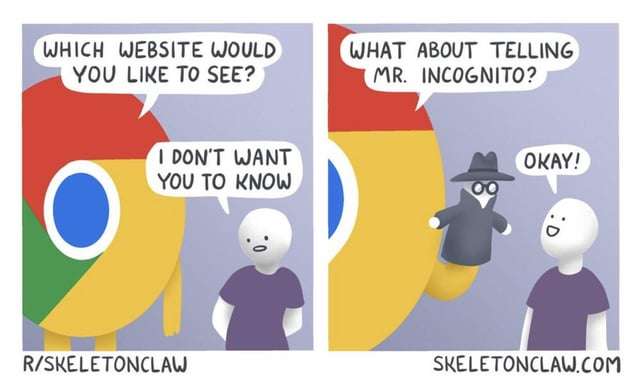 WHICH WEBSITE WOULD
YOU LIKE TO SEE?
I DON'T WANT
YOU TO KNOW
WHAT ABOUT TELLING
MR. INCOGNITO?
OKAY!
R/SKELETONCLAW
SKELETONCLAW.COM